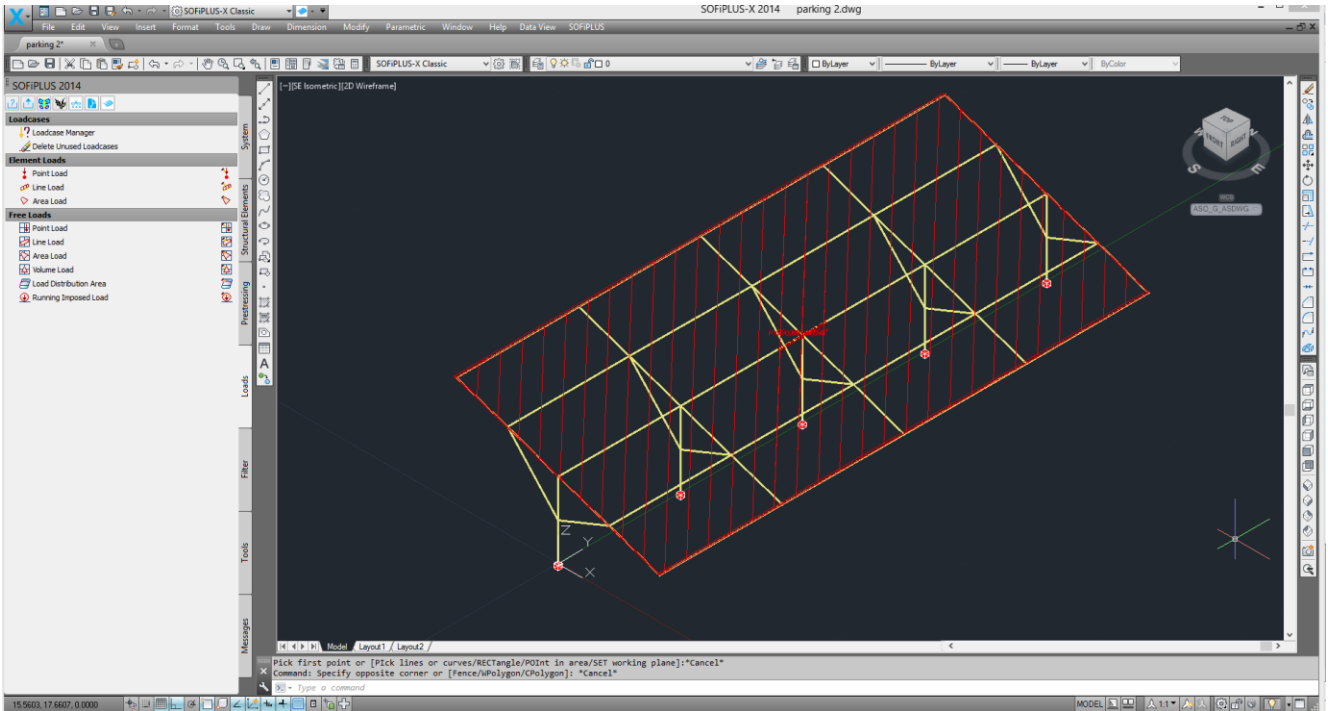 SOFiPLUS-X Classic
SOFiPLUS-X 2014 parking 2.dwg
File Edit View Insert Format Tools Draw Dimension Modify Parametric Window Help Data View SOFiPLUS
parking 2*
SOFiPLUS-X Classic 0 ByLayer ByLayer ByLayer ByColor
SOFiPLUS 2014
[−][SE Isometric][2D Wireframe]
Loadcases
Loadcase Manager
Delete Unused Loadcases
Element Loads
Point Load
Line Load
Area Load
Free Loads
Point Load
Line Load
Area Load
Volume Load
Load Distribution Area
Running Imposed Load
System
Structural Elements
Prestressing
Loads
Filter
Tools
Messages
TOP
FRONT
RIGHT
S
E
ASO_G_ASDWG
Z
Y
X
Model Layout1 Layout2
Pick first point or [PIck lines or curves/RECTangle/POInt in area/SET working plane]:*Cancel*
Command: Specify opposite corner or [Fence/WPolygon/CPolygon]: *Cancel*
Type a command
15.5603, 17.6607, 0.0000
MODEL 1:1